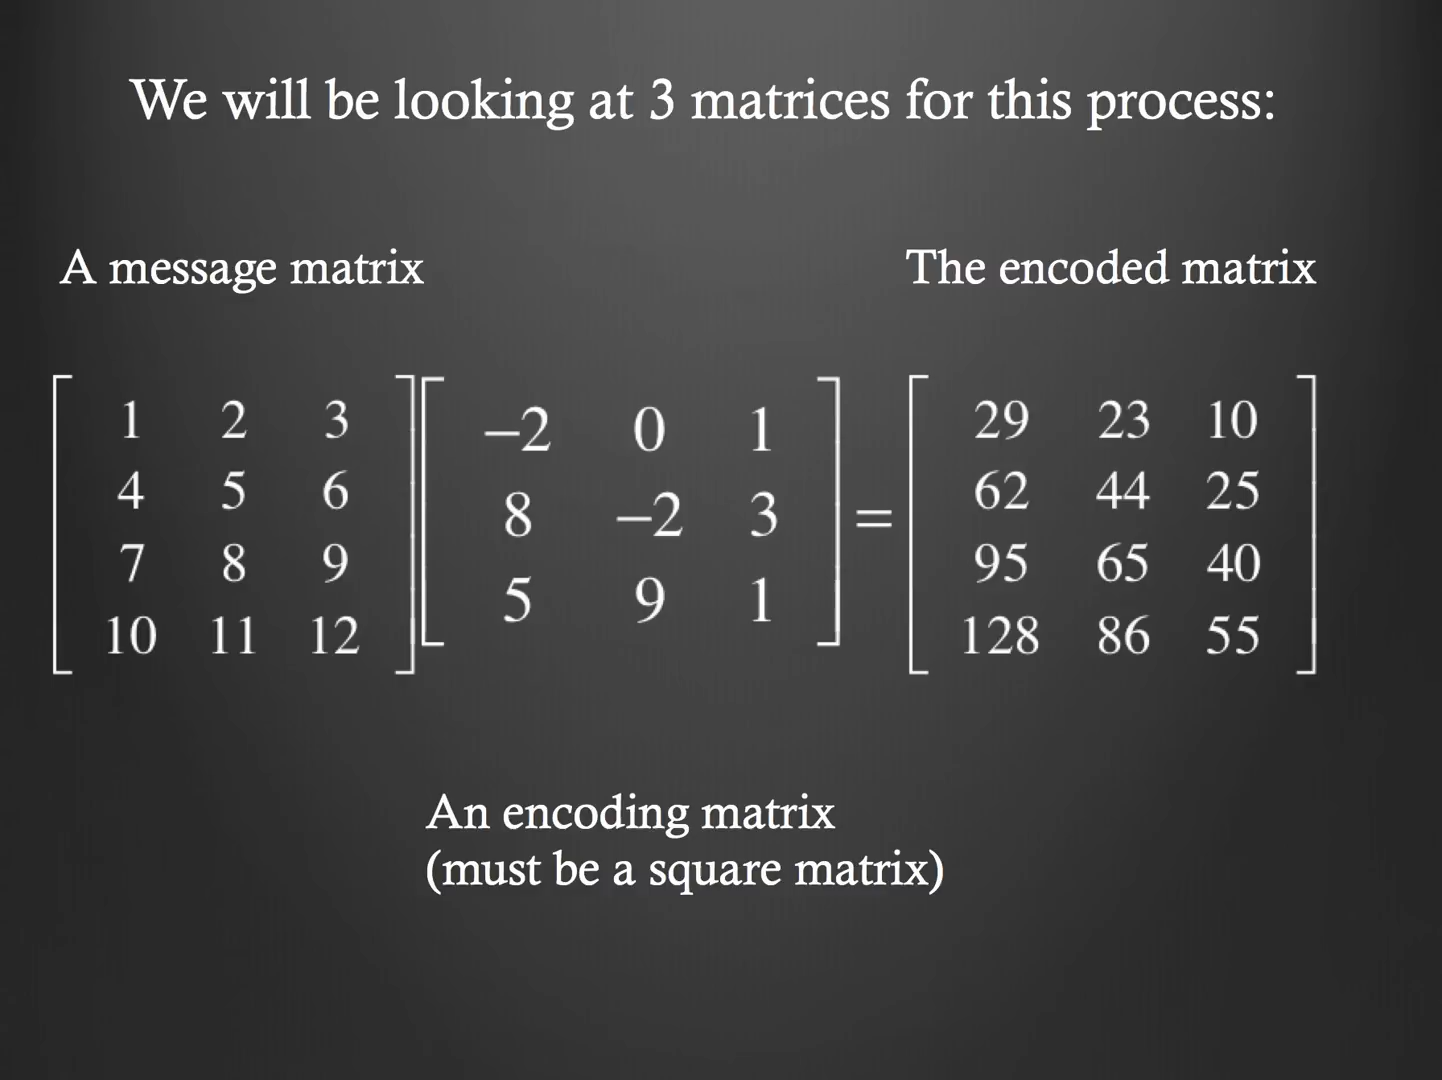 We will be looking at 3 matrices for this process:
A message matrix
The encoded matrix
1 2 3 −2 0 1 29 23 10
4 5 6 8 −2 3 = 62 44 25
7 8 9 5 9 1 95 65 40
10 11 12 128 86 55
An encoding matrix
(must be a square matrix)